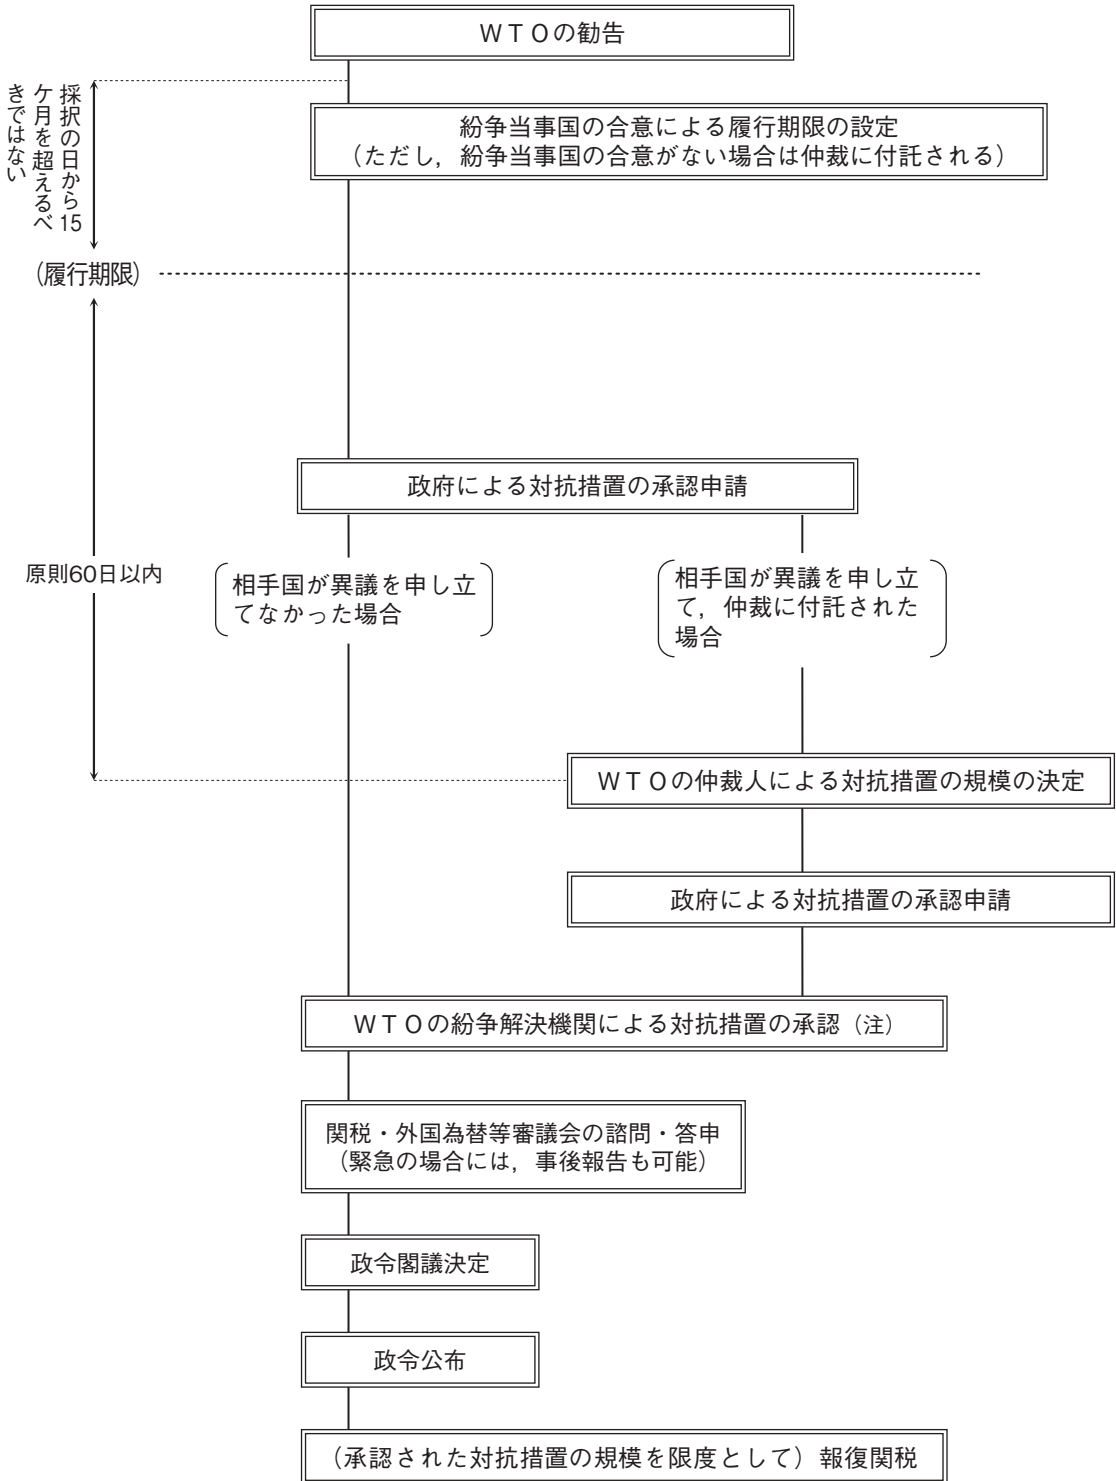 WTOの勧告
採択の日から15
ケ月を超えるべ
きではない
紛争当事国の合意による履行期限の設定
（ただし，紛争当事国の合意がない場合は仲裁に付託される）
(履行期限)
政府による対抗措置の承認申請
原則60日以内
相手国が異議を申し立
てなかった場合
相手国が異議を申し立
て，仲裁に付託された
場合
WTOの仲裁人による対抗措置の規模の決定
政府による対抗措置の承認申請
WTOの紛争解決機関による対抗措置の承認（注）
関税・外国為替等審議会の諮問・答申
（緊急の場合には，事後報告も可能）
政令閣議決定
政令公布
（承認された対抗措置の規模を限度として）報復関税